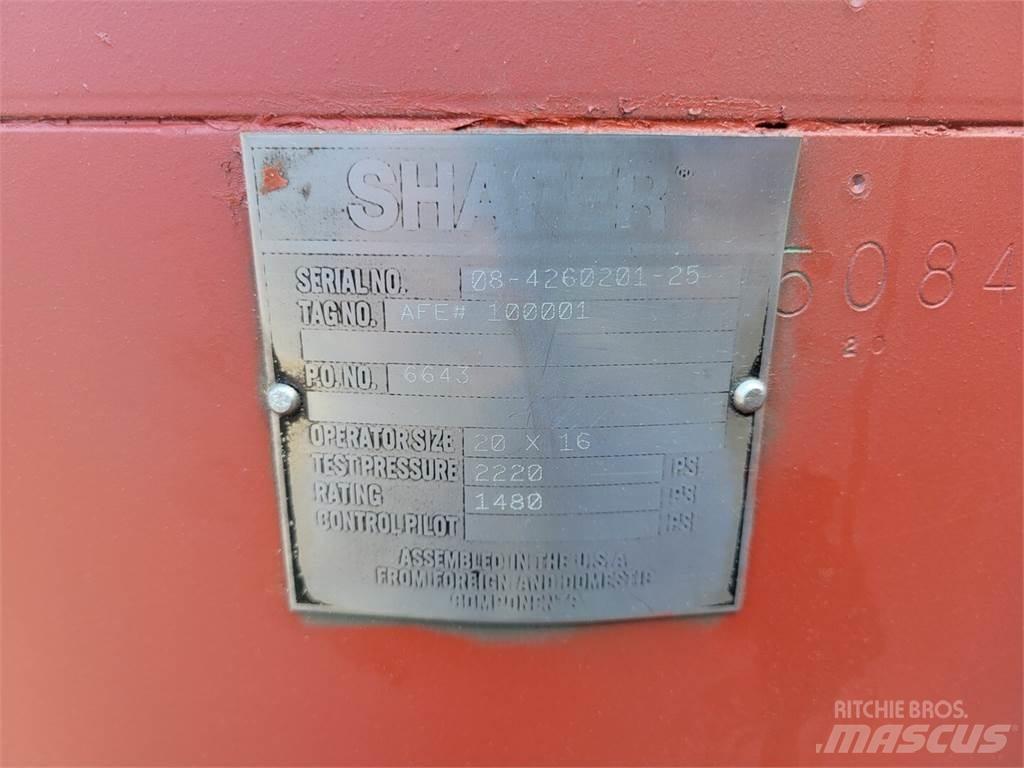 SHAFER®
SERIAL NO. 08-4260201-25
TAG NO. AFE# 100001
P.O. NO. 6643
OPERATOR SIZE 20 X 16
TEST PRESSURE 2220 PSI
RATING 1480 PSI
CONTROL/PILOT PSI
ASSEMBLED IN THE U.S.A
FROM FOREIGN AND DOMESTIC
COMPONENTS
5084
20
RITCHIE BROS.
MASCUS